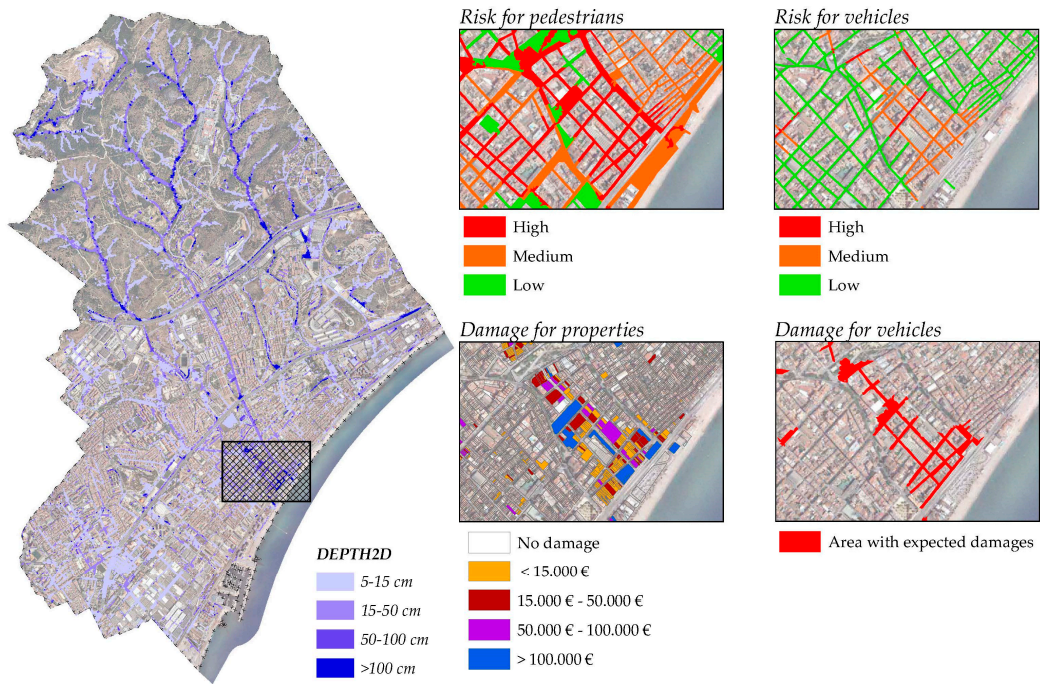 Risk for pedestrians
High
Medium
Low
Risk for vehicles
High
Medium
Low
Damage for properties
No damage
< 15.000 €
15.000 € - 50.000 €
50.000 € - 100.000 €
> 100.000 €
Damage for vehicles
Area with expected damages
DEPTH2D
5-15 cm
15-50 cm
50-100 cm
>100 cm